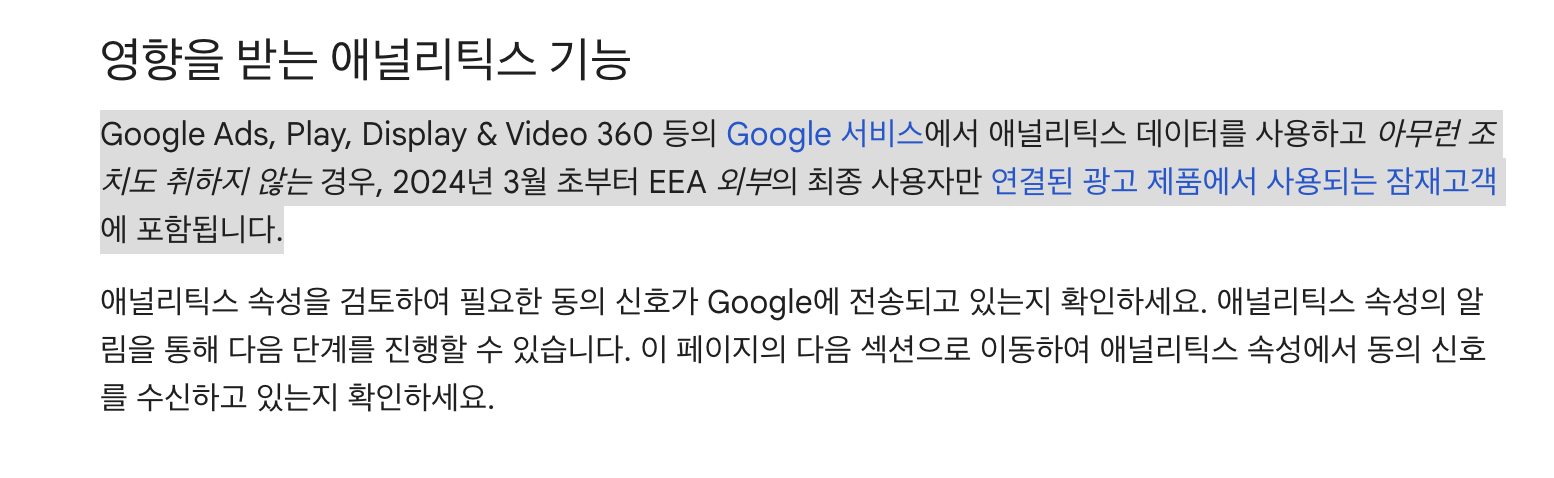 영향을 받는 애널리틱스 기능
Google Ads, Play, Display & Video 360 등의 Google 서비스에서 애널리틱스 데이터를 사용하고 아무런 조
치도 취하지 않는 경우, 2024년 3월 초부터 EEA 외부의 최종 사용자만 연결된 광고 제품에서 사용되는 잠재고객
에 포함됩니다.
애널리틱스 속성을 검토하여 필요한 동의 신호가 Google에 전송되고 있는지 확인하세요. 애널리틱스 속성의 알
림을 통해 다음 단계를 진행할 수 있습니다. 이 페이지의 다음 섹션으로 이동하여 애널리틱스 속성에서 동의 신호
를 수신하고 있는지 확인하세요.